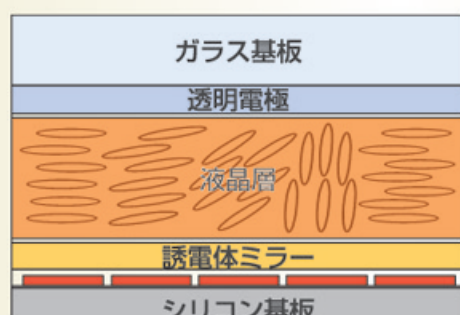 ガラス基板
透明電極
液晶層
誘電体ミラー
シリコン基板